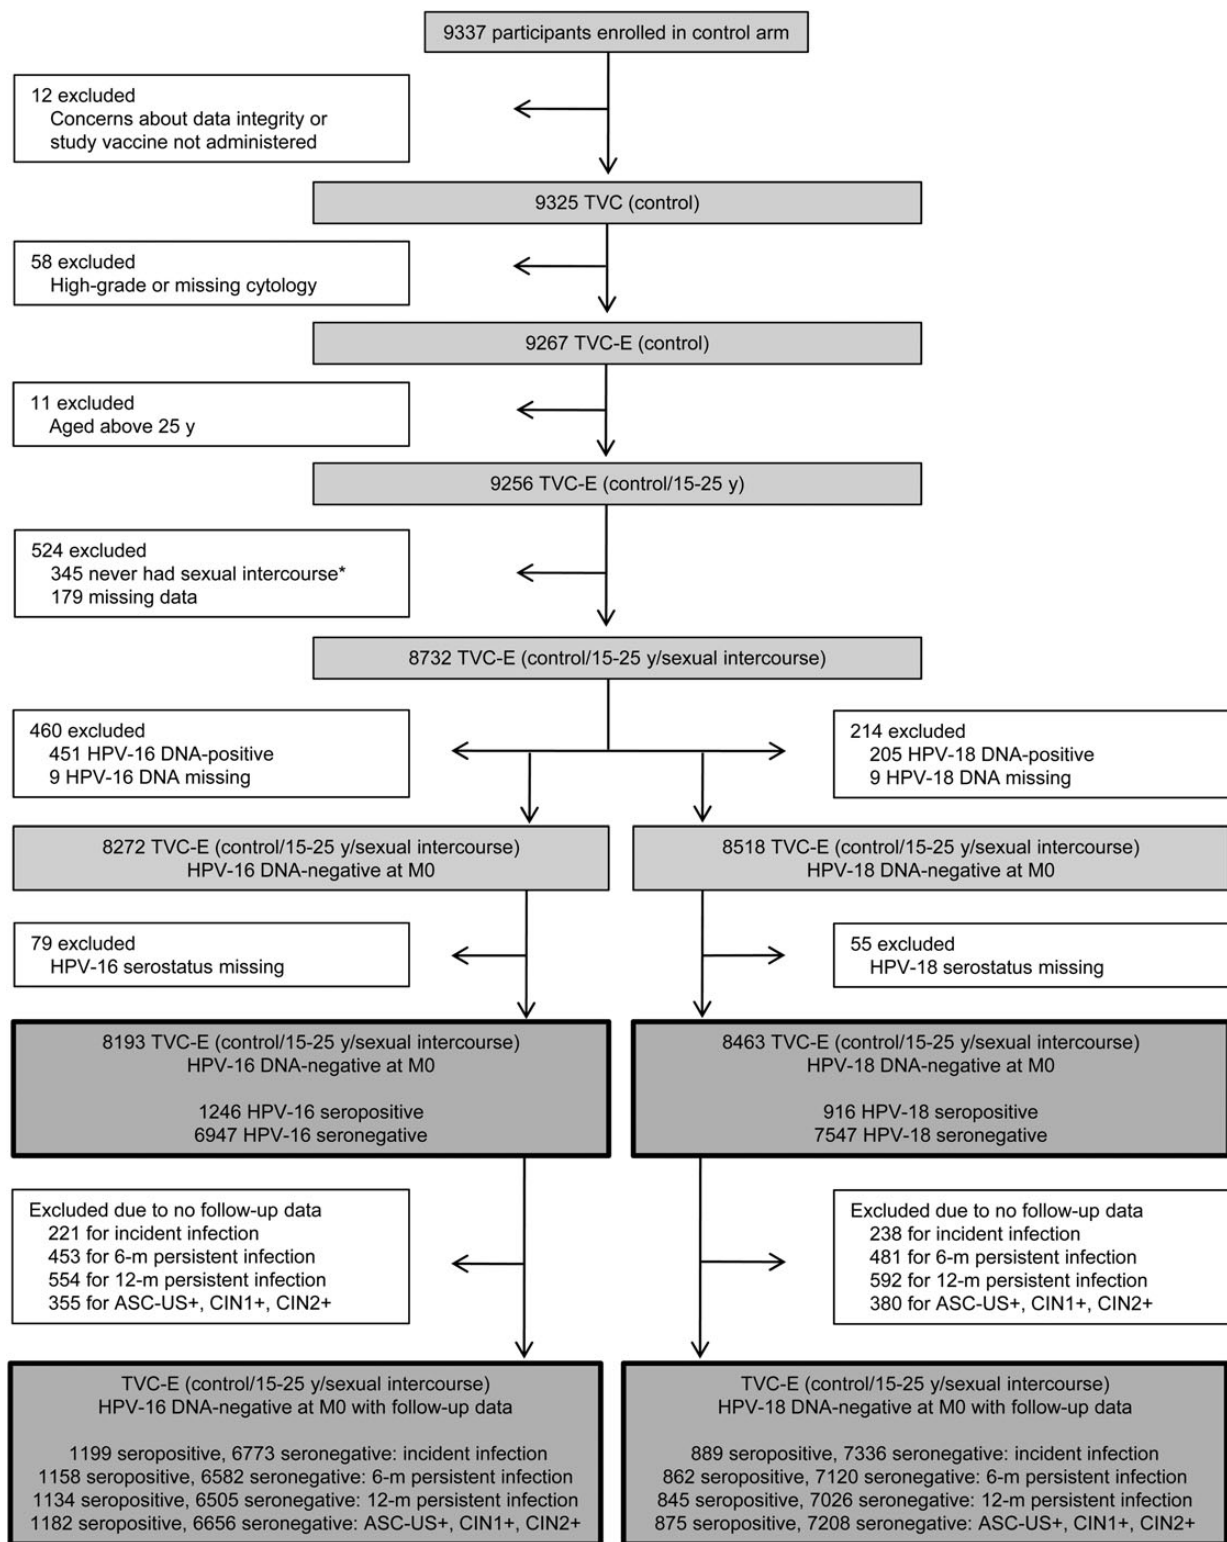 9337 participants enrolled in control arm
12 excluded
Concerns about data integrity or
study vaccine not administered
9325 TVC (control)
58 excluded
High-grade or missing cytology
9267 TVC-E (control)
11 excluded
Aged above 25 y
9256 TVC-E (control/15-25 y)
524 excluded
345 never had sexual intercourse*
179 missing data
8732 TVC-E (control/15-25 y/sexual intercourse)
460 excluded
451 HPV-16 DNA-positive
9 HPV-16 DNA missing
214 excluded
205 HPV-18 DNA-positive
9 HPV-18 DNA missing
8272 TVC-E (control/15-25 y/sexual intercourse)
HPV-16 DNA-negative at M0
8518 TVC-E (control/15-25 y/sexual intercourse)
HPV-18 DNA-negative at M0
79 excluded
HPV-16 serostatus missing
55 excluded
HPV-18 serostatus missing
8193 TVC-E (control/15-25 y/sexual intercourse)
HPV-16 DNA-negative at M0
1246 HPV-16 seropositive
6947 HPV-16 seronegative
8463 TVC-E (control/15-25 y/sexual intercourse)
HPV-18 DNA-negative at M0
916 HPV-18 seropositive
7547 HPV-18 seronegative
Excluded due to no follow-up data
221 for incident infection
453 for 6-m persistent infection
554 for 12-m persistent infection
355 for ASC-US+, CIN1+, CIN2+
Excluded due to no follow-up data
238 for incident infection
481 for 6-m persistent infection
592 for 12-m persistent infection
380 for ASC-US+, CIN1+, CIN2+
TVC-E (control/15-25 y/sexual intercourse)
HPV-16 DNA-negative at M0 with follow-up data
1199 seropositive, 6773 seronegative: incident infection
1158 seropositive, 6582 seronegative: 6-m persistent infection
1134 seropositive, 6505 seronegative: 12-m persistent infection
1182 seropositive, 6656 seronegative: ASC-US+, CIN1+, CIN2+
TVC-E (control/15-25 y/sexual intercourse)
HPV-18 DNA-negative at M0 with follow-up data
889 seropositive, 7336 seronegative: incident infection
862 seropositive, 7120 seronegative: 6-m persistent infection
845 seropositive, 7026 seronegative: 12-m persistent infection
875 seropositive, 7208 seronegative: ASC-US+, CIN1+, CIN2+